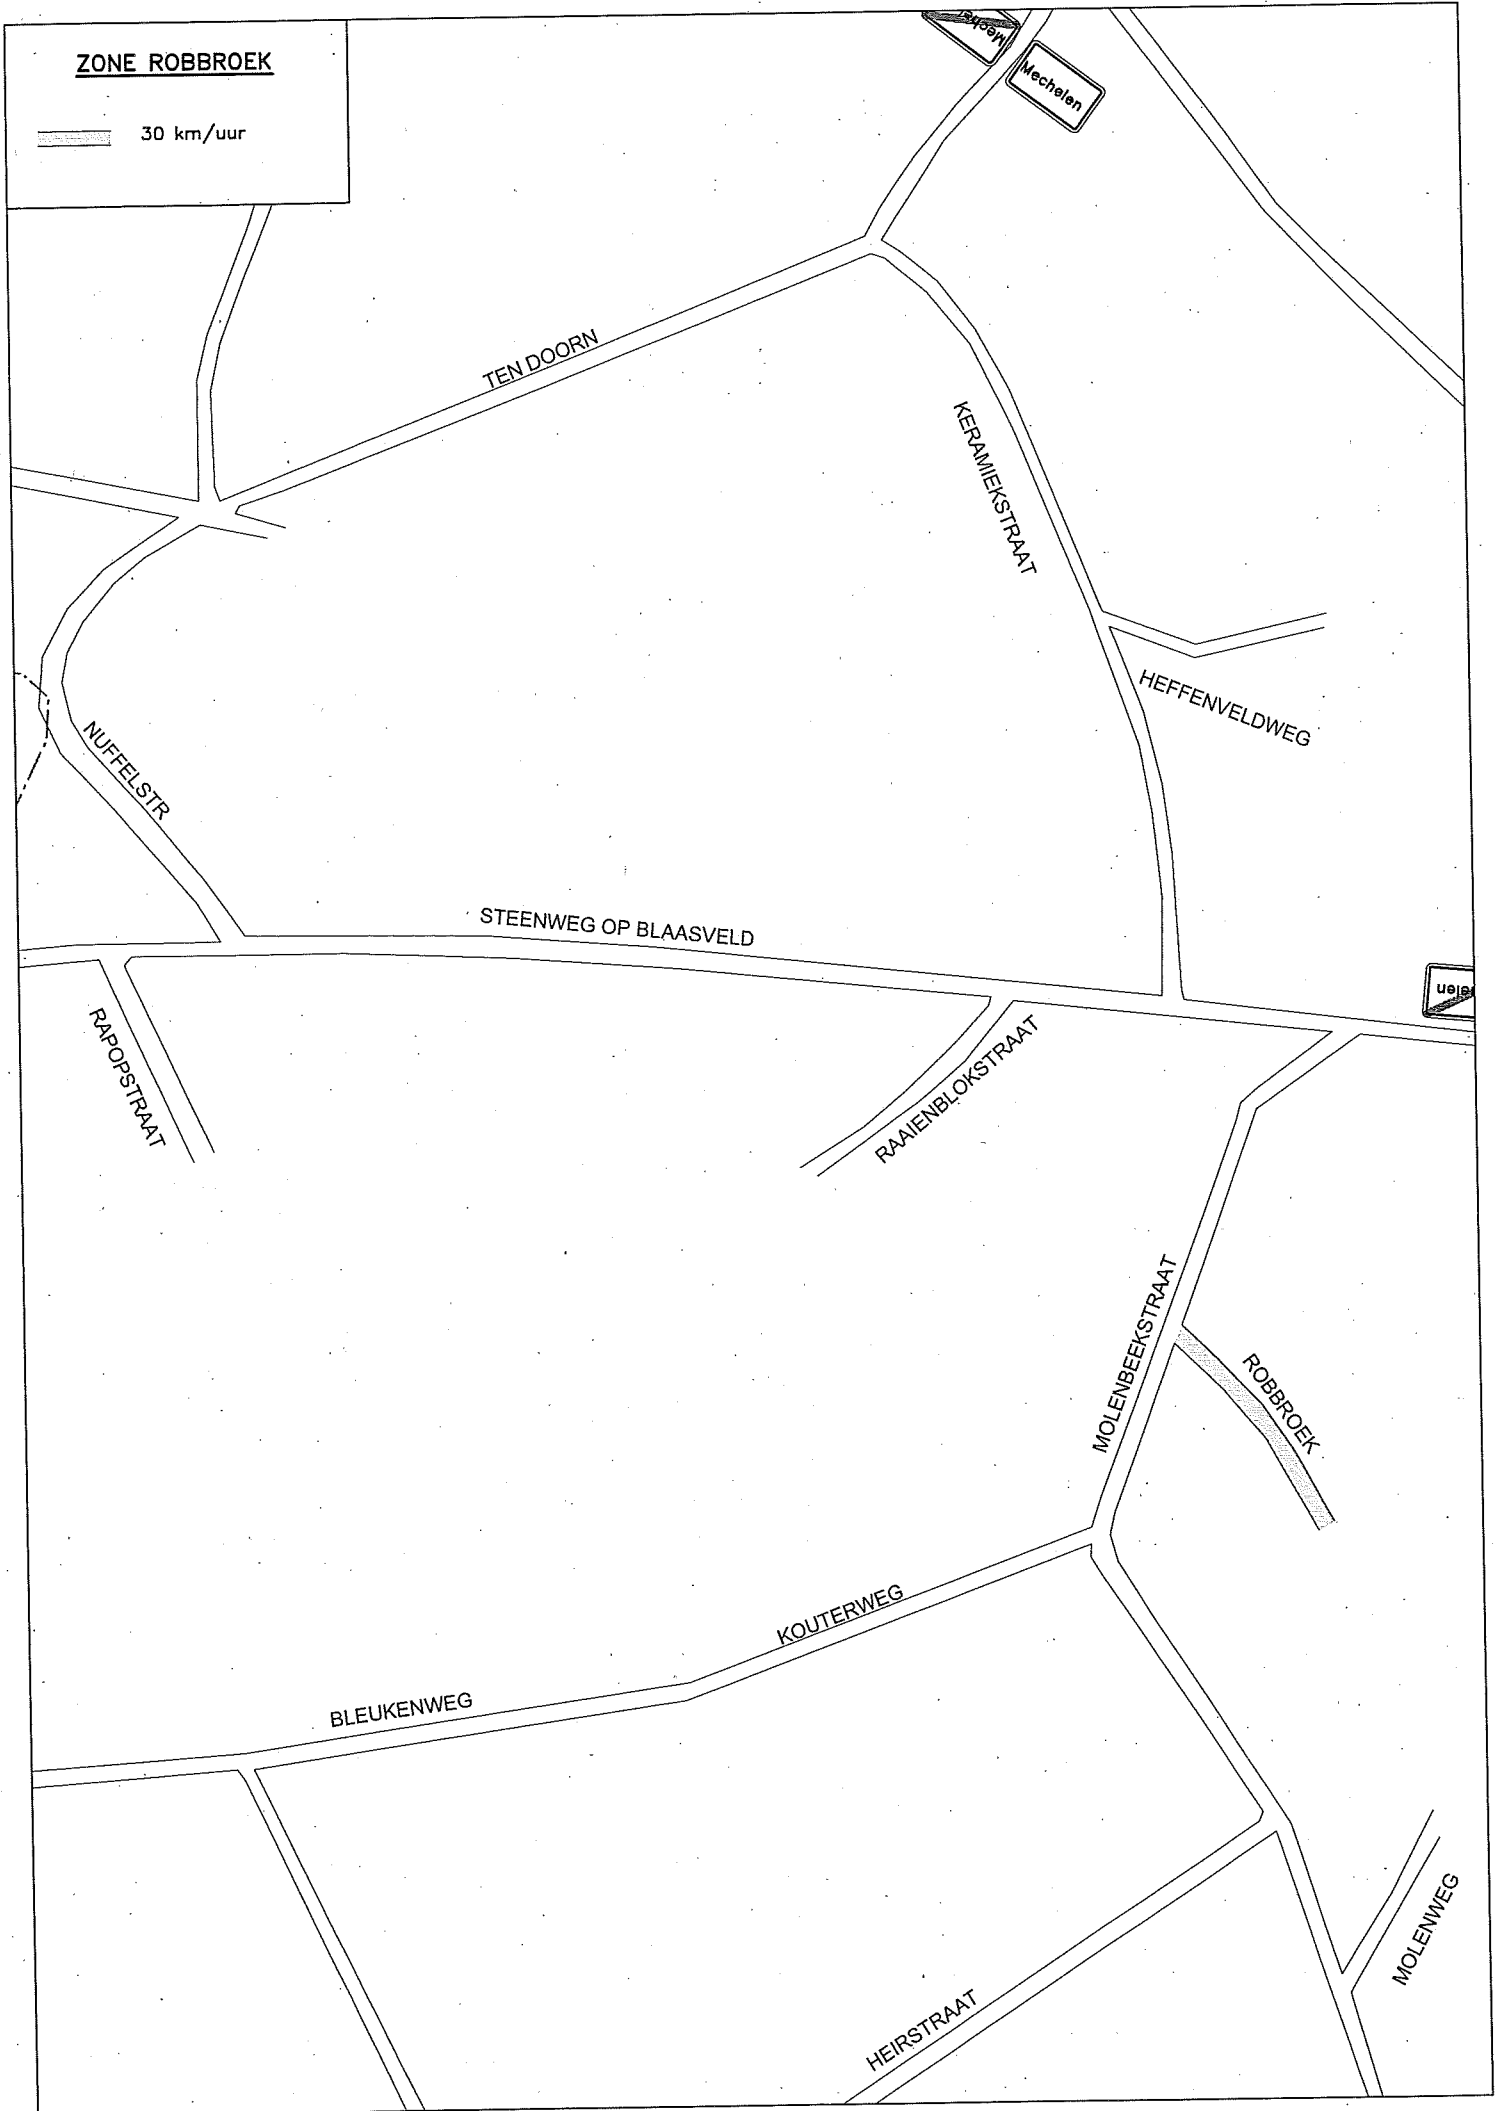 ZONE ROBBROEK
30 km/uur
Mechelen
TEN DOORN
KERAMIEKSTRAAT
HEFFENVELDWEG
NUFFELSTR
STEENWEG OP BLAASVELD
RAPOPSTRAAT
RAAIENBLOKSTRAAT
MOLENBEEKSTRAAT
ROBBROEK
KOUTERWEG
BLEUKENWEG
MOLENWEG
HEIRSTRAAT